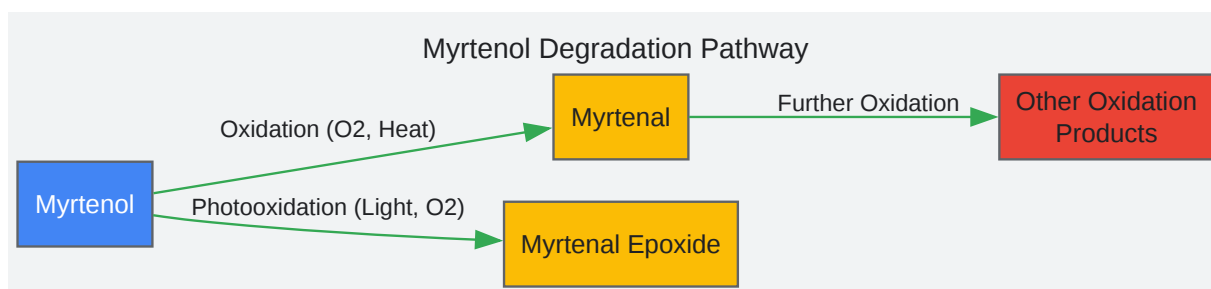 Myrtenol Degradation Pathway
Oxidation (O2, Heat)
Myrtenal
Further Oxidation
Other Oxidation
Products
Myrtenol
Photooxidation (Light, O2)
Myrtenal Epoxide